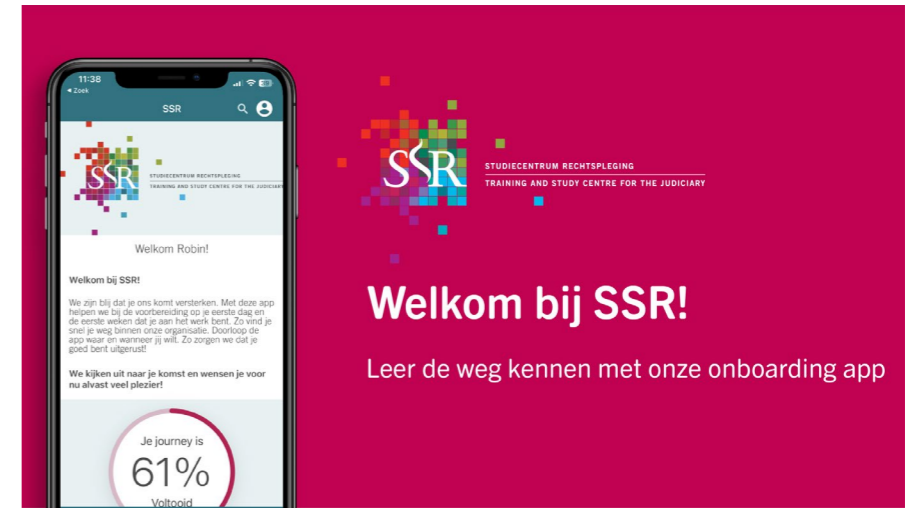 11:38
◂ Zoek
SSR
SSR
STUDIECENTRUM RECHTSPLEGING
TRAINING AND STUDY CENTRE FOR THE JUDICIARY
Welkom Robin!
Welkom bij SSR!
We zijn blij dat je ons komt versterken. Met deze app
helpen we bij de voorbereiding op je eerste dag en
de eerste weken dat je aan het werk bent. Zo vind je
snel je weg binnen onze organisatie. Doorloop de
app waar en wanneer jij wilt. Zo zorgen we dat je
goed bent uitgerust!
We kijken uit naar je komst en wensen je voor
nu alvast veel plezier!
Je journey is
61%
Voltooid
SSR
STUDIECENTRUM RECHTSPLEGING
TRAINING AND STUDY CENTRE FOR THE JUDICIARY
Welkom bij SSR!
Leer de weg kennen met onze onboarding app